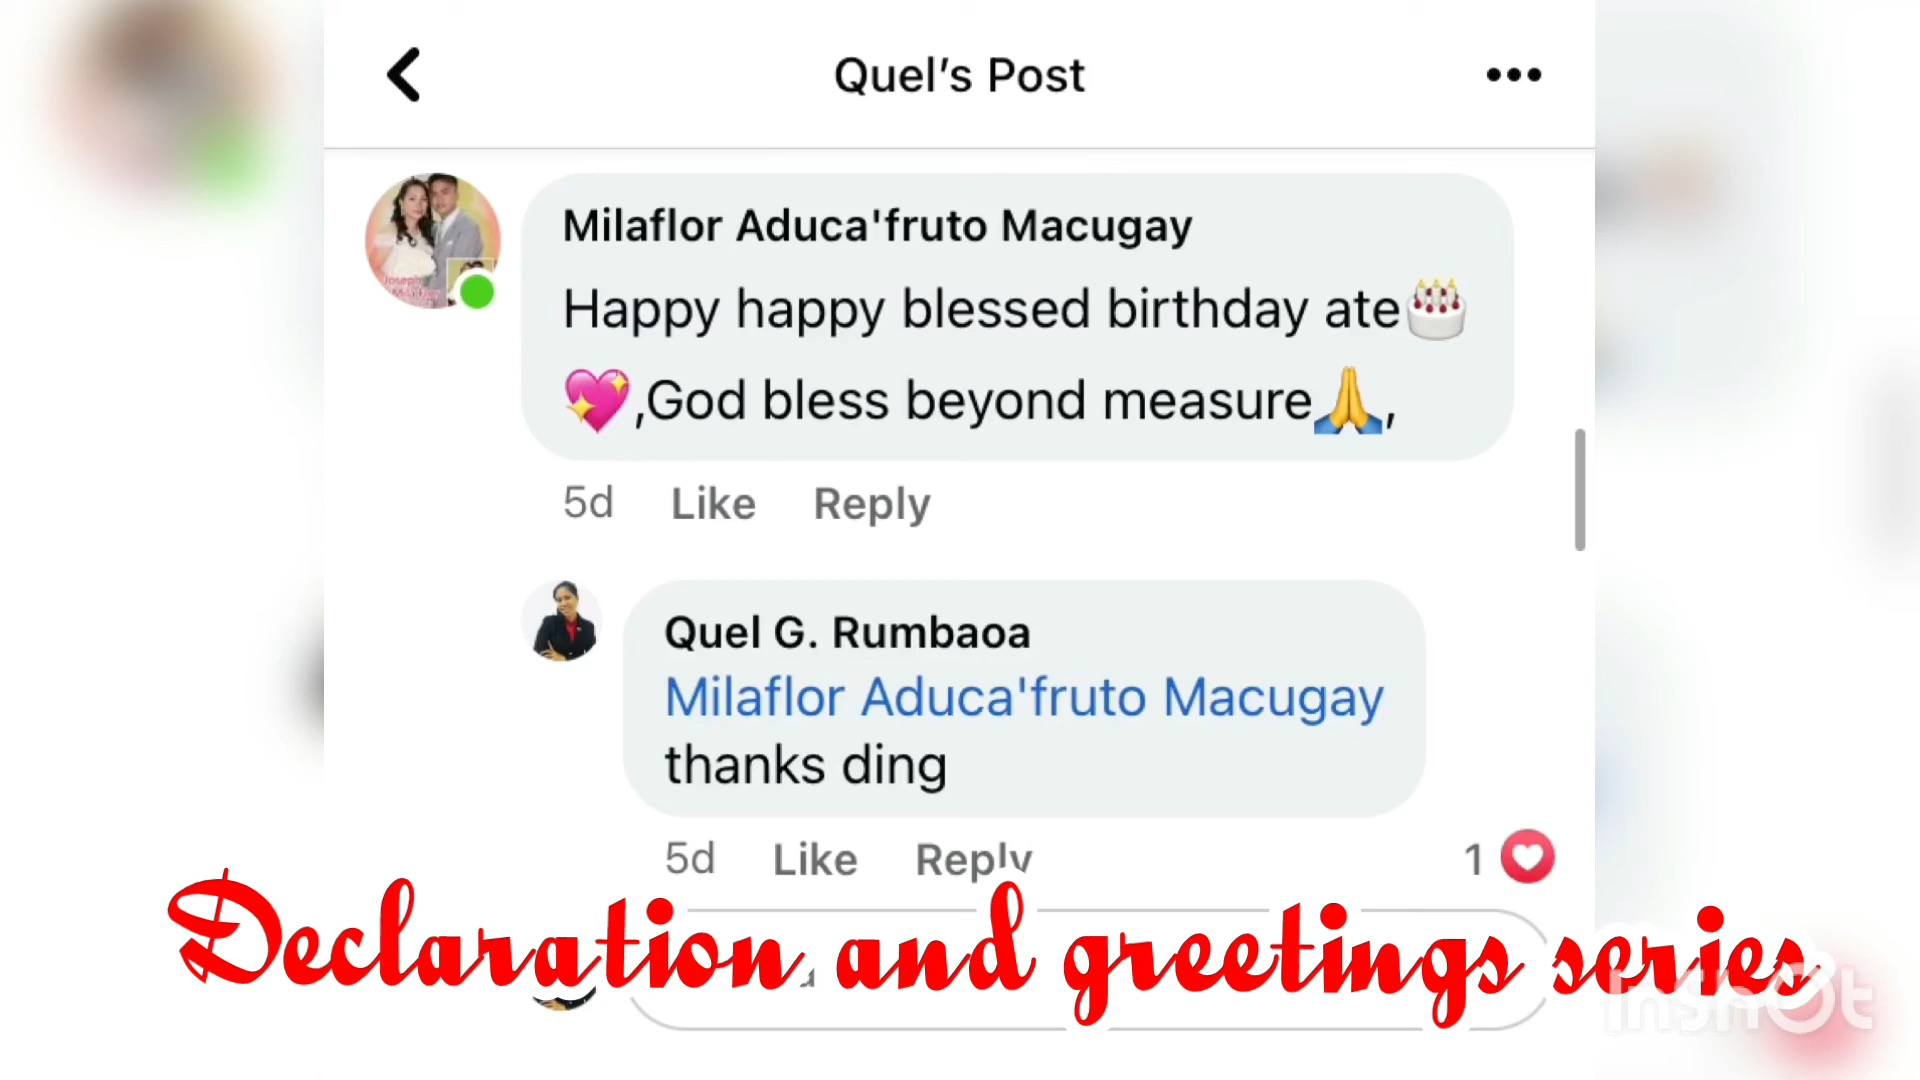 Quel's Post
Milaflor Aduca'fruto Macugay
Happy happy blessed birthday ate🎂
💖,God bless beyond measure🙏,
5d Like Reply
Quel G. Rumbaoa
Milaflor Aduca'fruto Macugay
thanks ding
5d Like Reply 1
Declaration and greetings series
InShOt